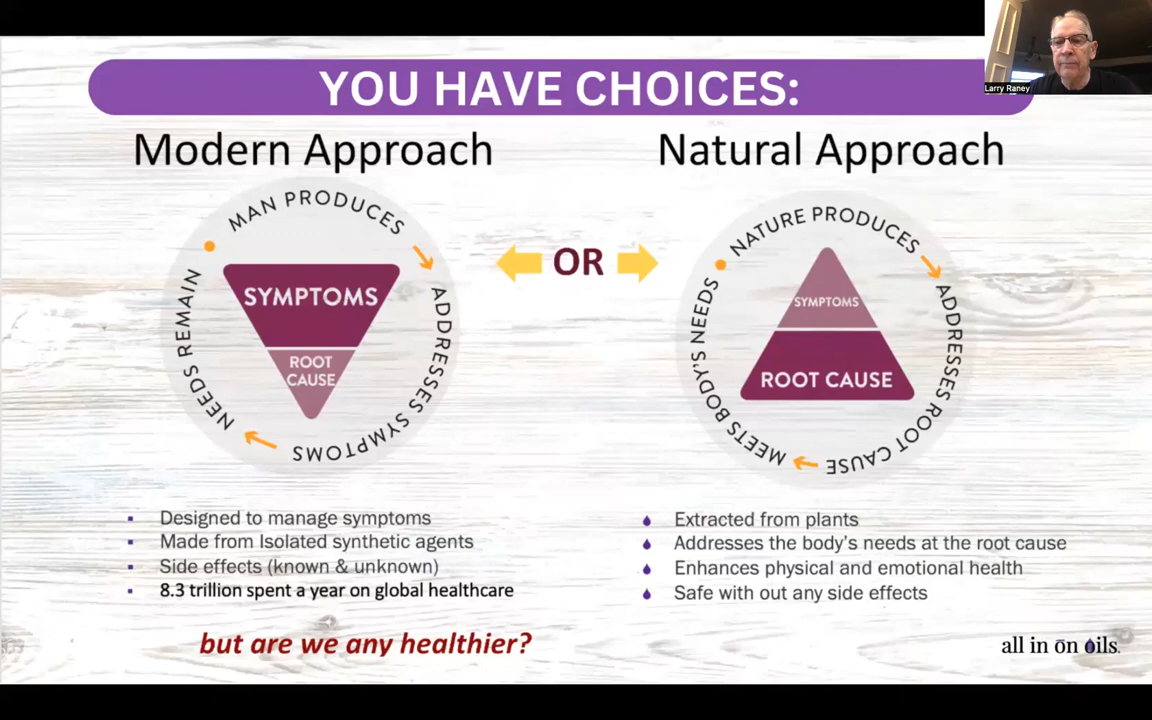 YOU HAVE CHOICES:
Larry Raney
Modern Approach
MAN PRODUCES
ADDRESSES SYMPTOMS
NEEDS REMAIN
SYMPTOMS
ROOT
CAUSE
OR
Natural Approach
NATURE PRODUCES
ADDRESSES ROOT CAUSE
MEETS BODY'S NEEDS
SYMPTOMS
ROOT CAUSE
Designed to manage symptoms
Made from Isolated synthetic agents
Side effects (known & unknown)
8.3 trillion spent a year on global healthcare
but are we any healthier?
Extracted from plants
Addresses the body's needs at the root cause
Enhances physical and emotional health
Safe with out any side effects
all in on oils.